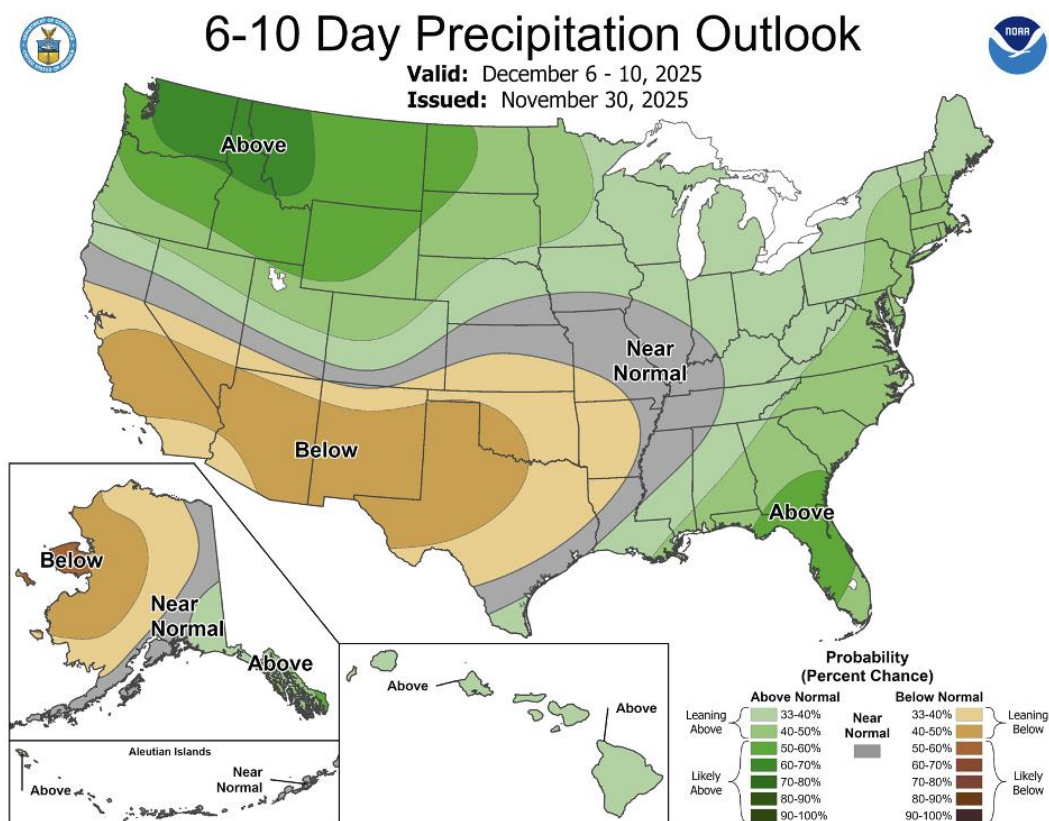 6-10 Day Precipitation Outlook
Valid: December 6 - 10, 2025
Issued: November 30, 2025
NOAA
Above
Near
Normal
Below
Above
Below
Near
Normal
Above
Aleutian Islands
Above
Near
Normal
Above
Above
Probability
(Percent Chance)
Above Normal
Below Normal
Leaning
Above
Likely
Above
33-40%
40-50%
50-60%
60-70%
70-80%
80-90%
90-100%
Near
Normal
33-40%
40-50%
50-60%
60-70%
70-80%
80-90%
90-100%
Leaning
Below
Likely
Below